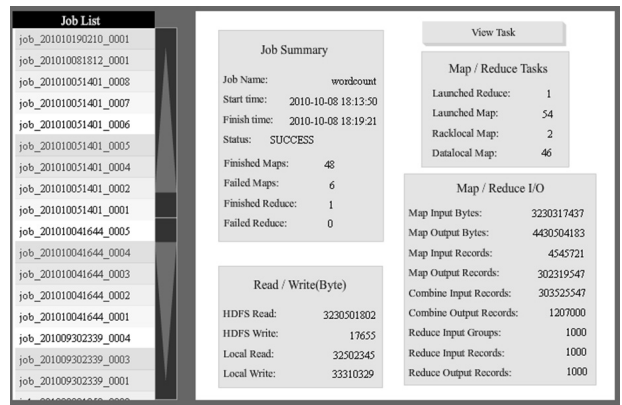 Job List
job_201010190210_0001
job_201010081812_0001
job_201010051401_0008
job_201010051401_0007
job_201010051401_0006
job_201010051401_0005
job_201010051401_0004
job_201010051401_0002
job_201010051401_0001
job_201010041644_0005
job_201010041644_0004
job_201010041644_0003
job_201010041644_0002
job_201010041644_0001
job_201009302339_0004
job_201009302339_0003
job_201009302339_0001
Job Summary
Job Name: wordcount
Start time: 2010-10-08 18:13:50
Finish time: 2010-10-08 18:19:21
Status: SUCCESS
Finished Maps: 48
Failed Maps: 6
Finished Reduce: 1
Failed Reduce: 0
Read / Write(Byte)
HDFS Read: 3230501802
HDFS Write: 17655
Local Read: 32502345
Local Write: 33310329
View Task
Map / Reduce Tasks
Launched Reduce: 1
Launched Map: 54
Racklocal Map: 2
Datalocal Map: 46
Map / Reduce I/O
Map Input Bytes: 3230317437
Map Output Bytes: 4430504183
Map Input Records: 4545721
Map Output Records: 302319547
Combine Input Records: 303525547
Combine Output Records: 1207000
Reduce Input Groups: 1000
Reduce Input Records: 1000
Reduce Output Records: 1000